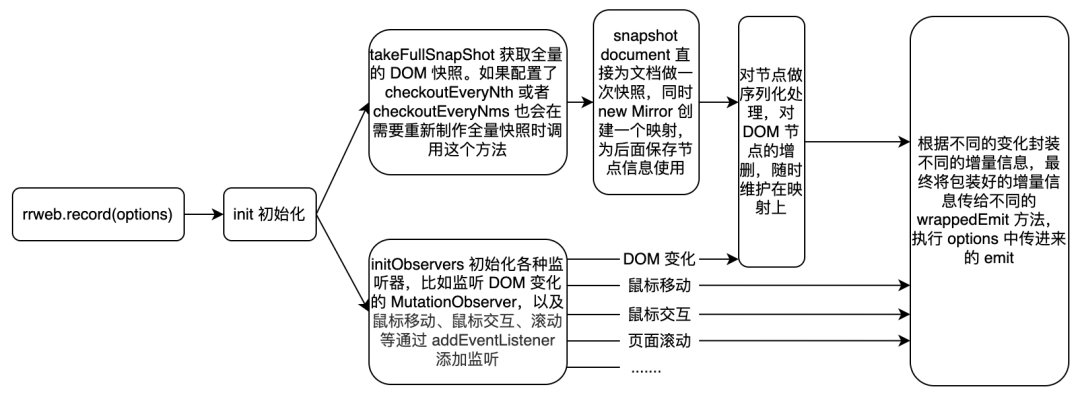 rrweb.record(options)
init 初始化
takeFullSnapShot 获取全量
的 DOM 快照。如果配置了
checkoutEveryNth 或者
checkoutEveryNms 也会在
需要重新制作全量快照时调
用这个方法
snapshot
document 直
接为文档做一
次快照，同时
new Mirror 创
建一个映射，
为后面保存节
点信息使用
对节点做
序列化处
理，对
DOM 节
点的增
删，随时
维护在映
射上
initObservers 初始化各种监
听器，比如监听 DOM 变化
的 MutationObserver，以及
鼠标移动、鼠标交互、滚动
等通过 addEventListener
添加监听
DOM 变化
鼠标移动
鼠标交互
页面滚动
.......
根据不同的变化封装
不同的增量信息，最
终将包装好的增量信
息传给不同的
wrappedEmit 方法，
执行 options 中传进来
的 emit